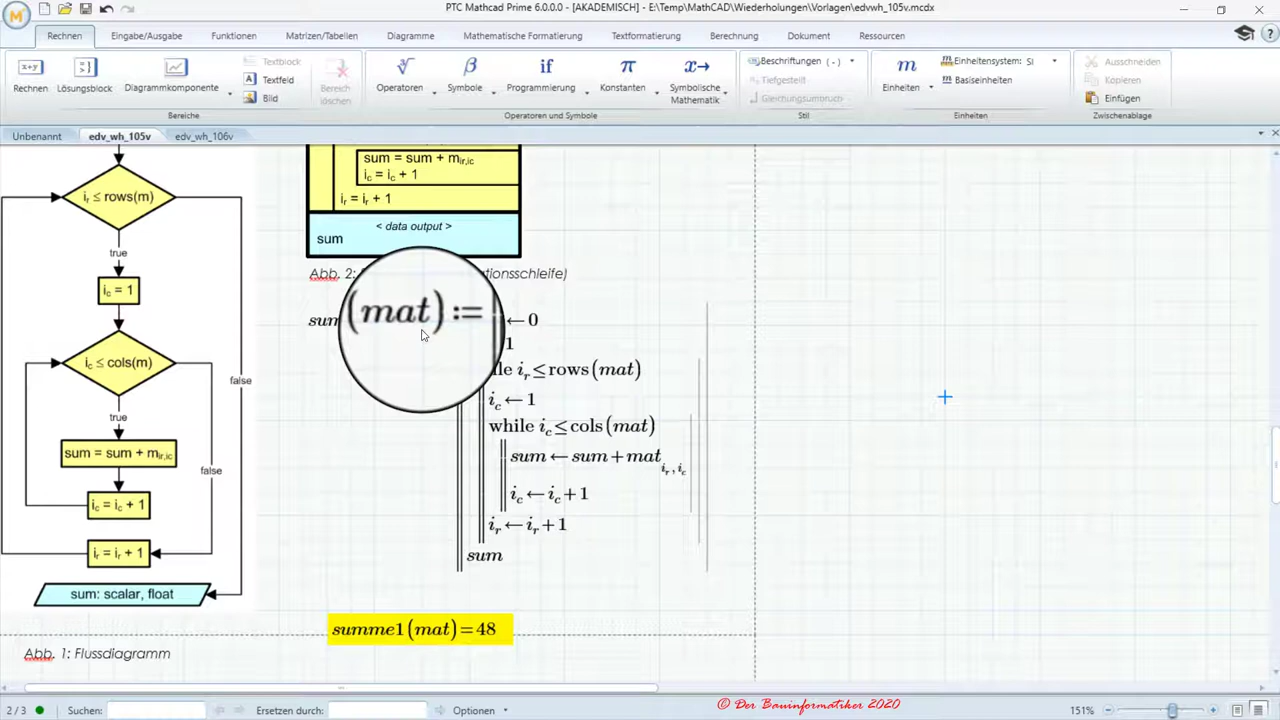 PTC Mathcad Prime 6.0.0.0 - [AKADEMISCH] - E:\Temp\MathCAD\Wiederholungen\Vorlagen\edvwh_105v.mcdx
Rechnen Eingabe/Ausgabe Funktionen Matrizen/Tabellen Diagramme Mathematische Formatierung Textformatierung Berechnung Dokument Ressourcen
Rechnen Lösungsblock Diagrammkomponente Textblock Textfeld Bild Bereich löschen
Operatoren Symbole Programmierung Konstanten Symbolische Mathematik
Beschriftungen ( - ) Tiefgestellt Gleichungsumbruch
Einheiten Einheitensystem: SI Basiseinheiten
Ausschneiden Kopieren Einfügen
Bereiche Operatoren und Symbole Stil Einheiten Zwischenablage
Unbenannt edv_wh_105v edv_wh_106v
i_r ≤ rows(m)
true
i_c = 1
i_c ≤ cols(m)
false
true
sum = sum + m_ir,ic
false
i_c = i_c + 1
i_r = i_r + 1
sum: scalar, float
Abb. 1: Flussdiagramm
sum = sum + m_ir,ic
i_c = i_c + 1
i_r = i_r + 1
< data output >
sum
Abb. 2:
tionsschleife)
sum (mat) := ← 0
1
le i_r ≤ rows(mat)
i_c ← 1
while i_c ≤ cols(mat)
sum ← sum + mat i_r , i_c
i_c ← i_c + 1
i_r ← i_r + 1
sum
summe1(mat) = 48
2 / 3 Suchen: Ersetzen durch: Optionen © Der Bauinformatiker 2020 151%